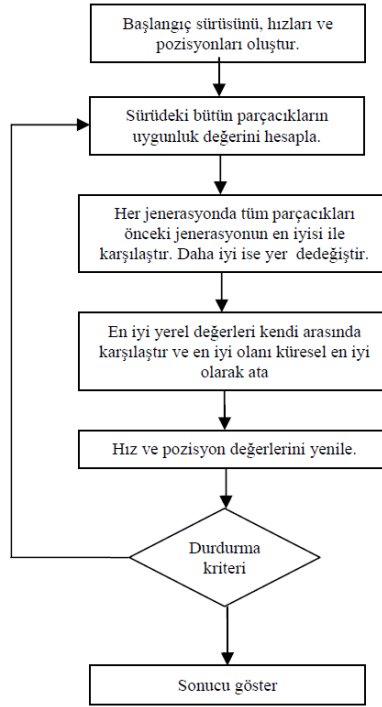 Başlangıç sürüsünü, hızları ve
pozisyonları oluştur.
Sürüdeki bütün parçacıkların
uygunluk değerini hesapla.
Her jenerasyonda tüm parçacıkları
önceki jenerasyonun en iyisi ile
karşılaştır. Daha iyi ise yer dedeğiştir.
En iyi yerel değerleri kendi arasında
karşılaştır ve en iyi olanı küresel en iyi
olarak ata
Hız ve pozisyon değerlerini yenile.
Durdurma
kriteri
Sonucu göster